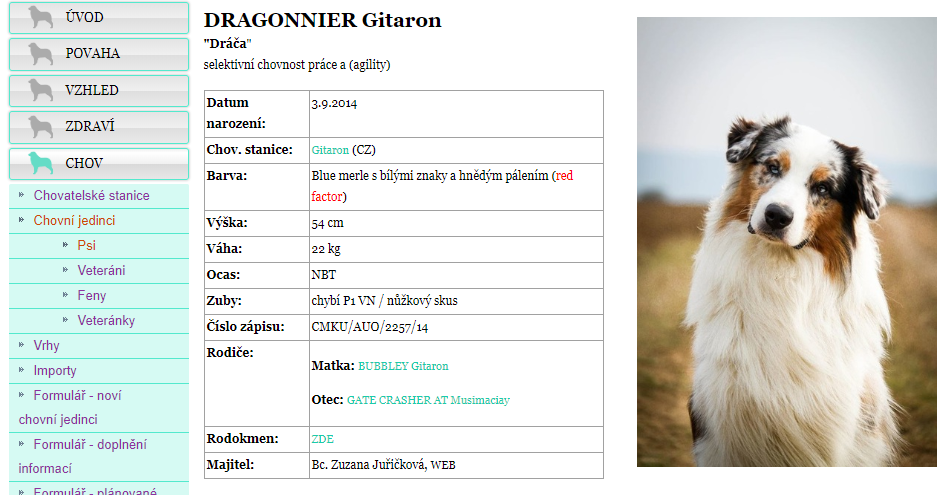 ÚVOD
POVAHA
VZHLED
ZDRAVÍ
CHOV
Chovatelské stanice
Chovní jedinci
Psi
Veteráni
Feny
Veteránky
Vrhy
Importy
Formulář - noví
chovní jedinci
Formulář - doplnění
informací
Formulář - plánované
DRAGONNIER Gitaron
"Dráča"
selektivní chovnost práce a (agility)
Datum
narození:
3.9.2014
Chov. stanice: Gitaron (CZ)
Barva: Blue merle s bílými znaky a hnědým pálením (red
factor)
Výška: 54 cm
Váha: 22 kg
Ocas: NBT
Zuby: chybí P1 VN / nůžkový skus
Číslo zápisu: CMKU/AUO/2257/14
Rodiče:
Matka: BUBBLEY Gitaron
Otec: GATE CRASHER AT Musimaciay
Rodokmen: ZDE
Majitel: Bc. Zuzana Juřičková, WEB